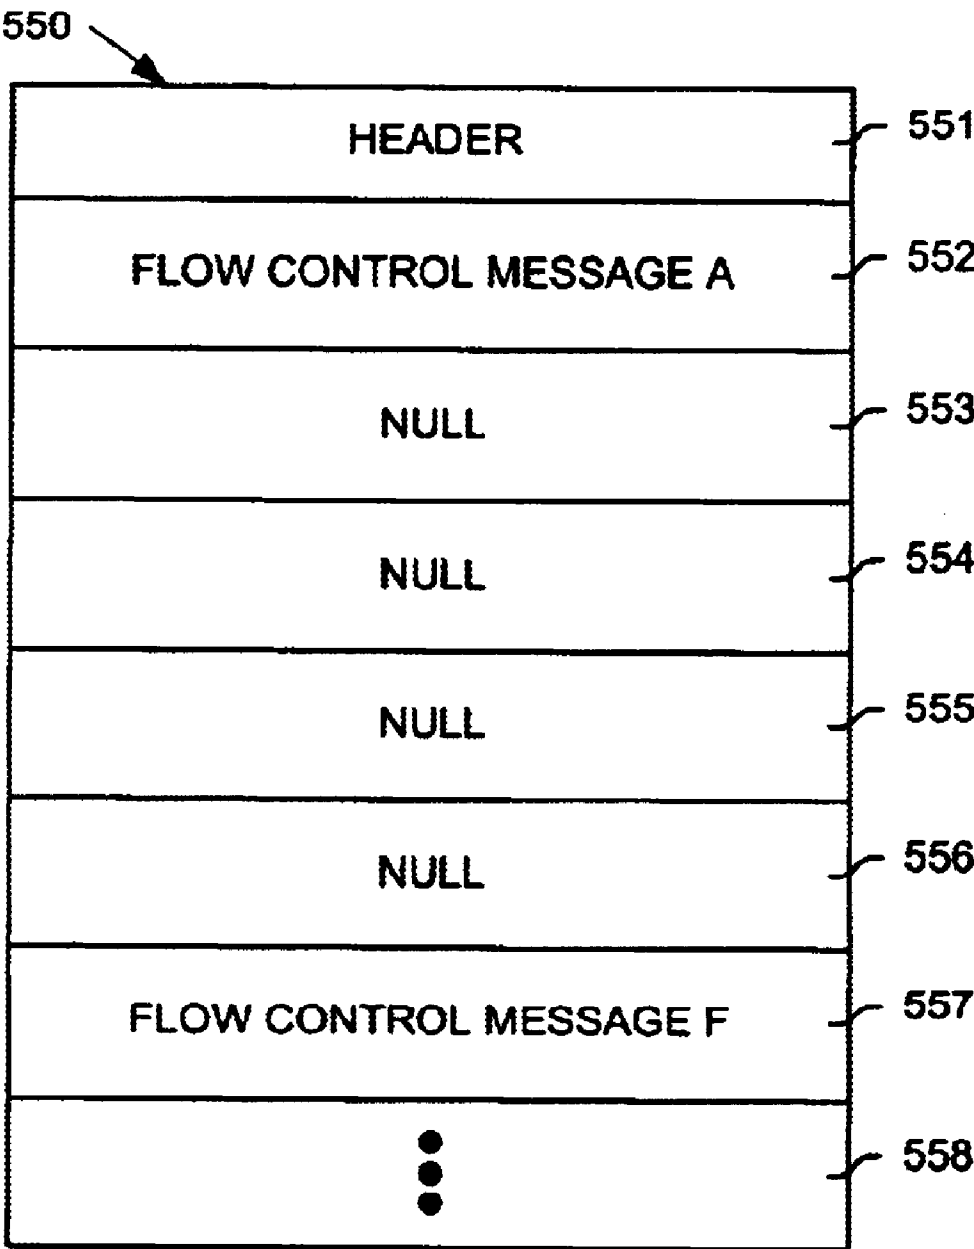 550
HEADER 551
FLOW CONTROL MESSAGE A 552
NULL 553
NULL 554
NULL 555
NULL 556
FLOW CONTROL MESSAGE F 557
558